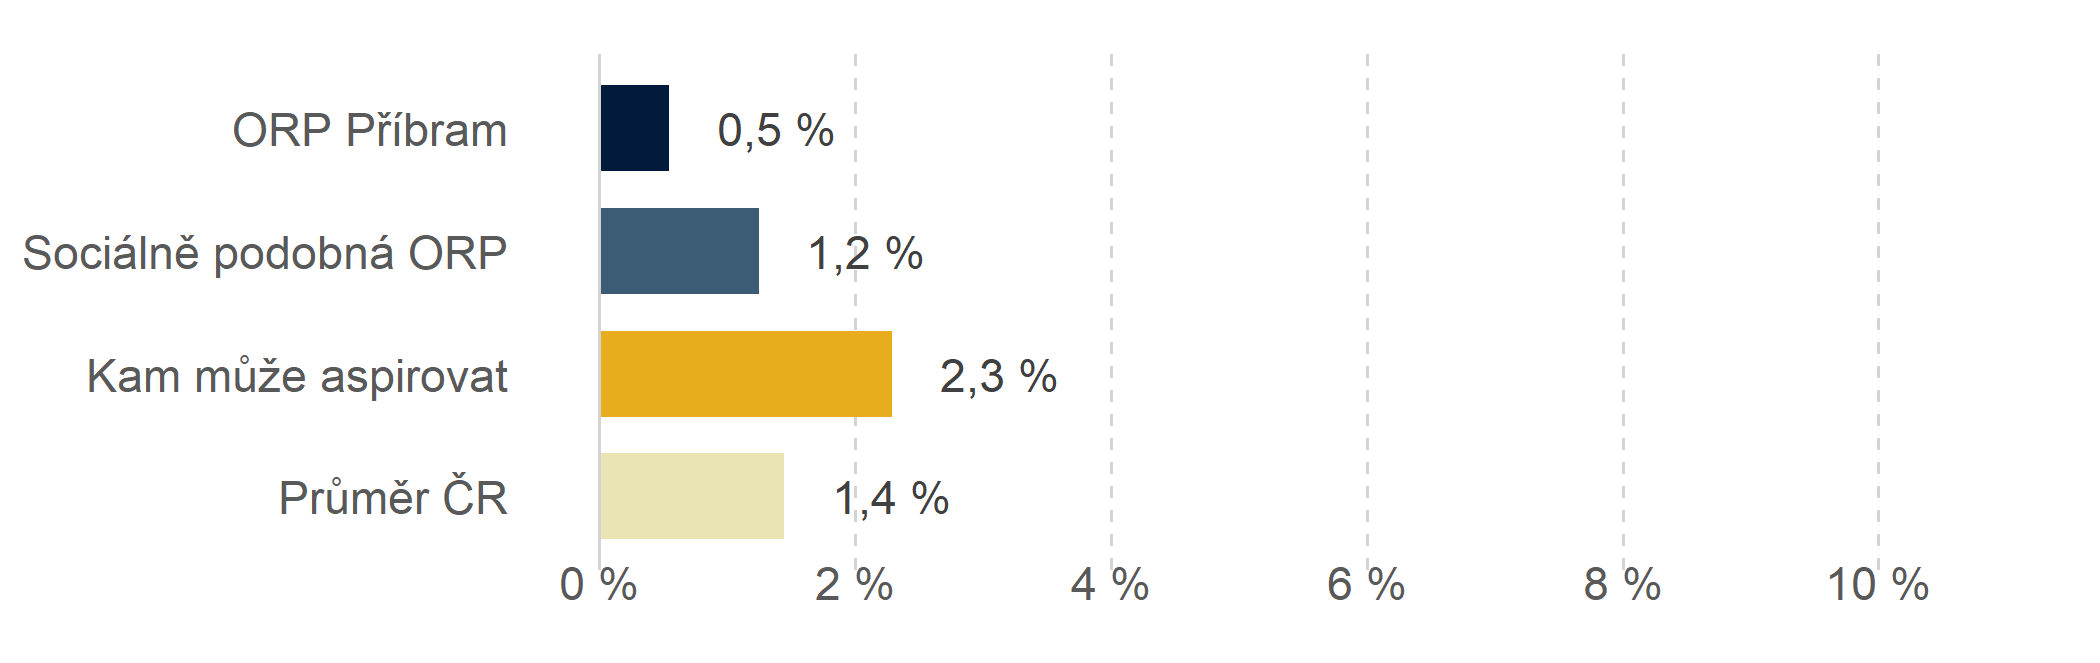 ORP Příbram 0,5 %
Sociálně podobná ORP 1,2 %
Kam může aspirovat 2,3 %
Průměr ČR 1,4 %
0 % 2 % 4 % 6 % 8 % 10 %